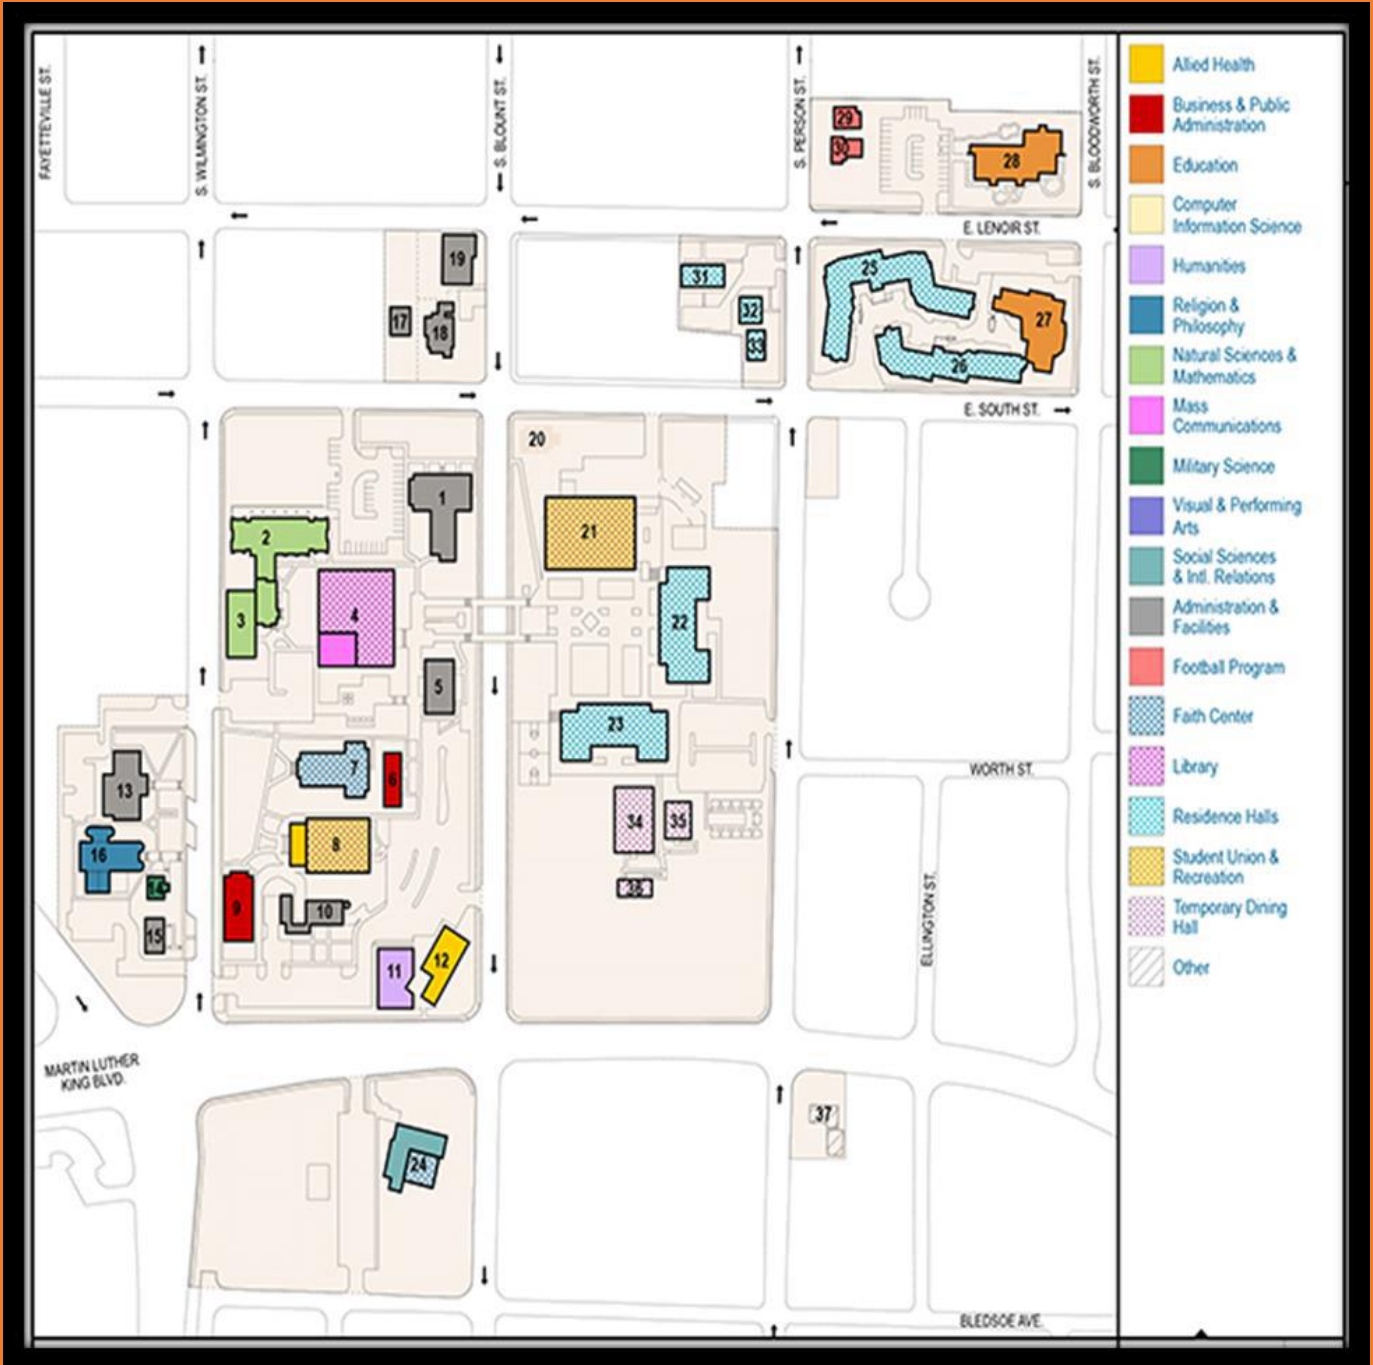 FAYETTEVILLE ST.
S. WILMINGTON ST.
S. BLOUNT ST.
S. PERSON ST.
S. BLOODWORTH ST.
29
30
28
E. LENOIR ST.
19
17
18
31
32
33
25
26
27
E. SOUTH ST.
20
1
2
3
4
5
21
22
23
7
6
8
9
10
11
12
13
16
14
15
34
35
36
WORTH ST.
ELLINGTON ST.
MARTIN LUTHER
KING BLVD.
24
37
BLEDSOE AVE.
Allied Health
Business & Public
Administration
Education
Computer
Information Science
Humanities
Religion &
Philosophy
Natural Sciences &
Mathematics
Mass
Communications
Military Science
Visual & Performing
Arts
Social Sciences
& Intl. Relations
Administration &
Facilities
Football Program
Faith Center
Library
Residence Halls
Student Union &
Recreation
Temporary Dining
Hall
Other